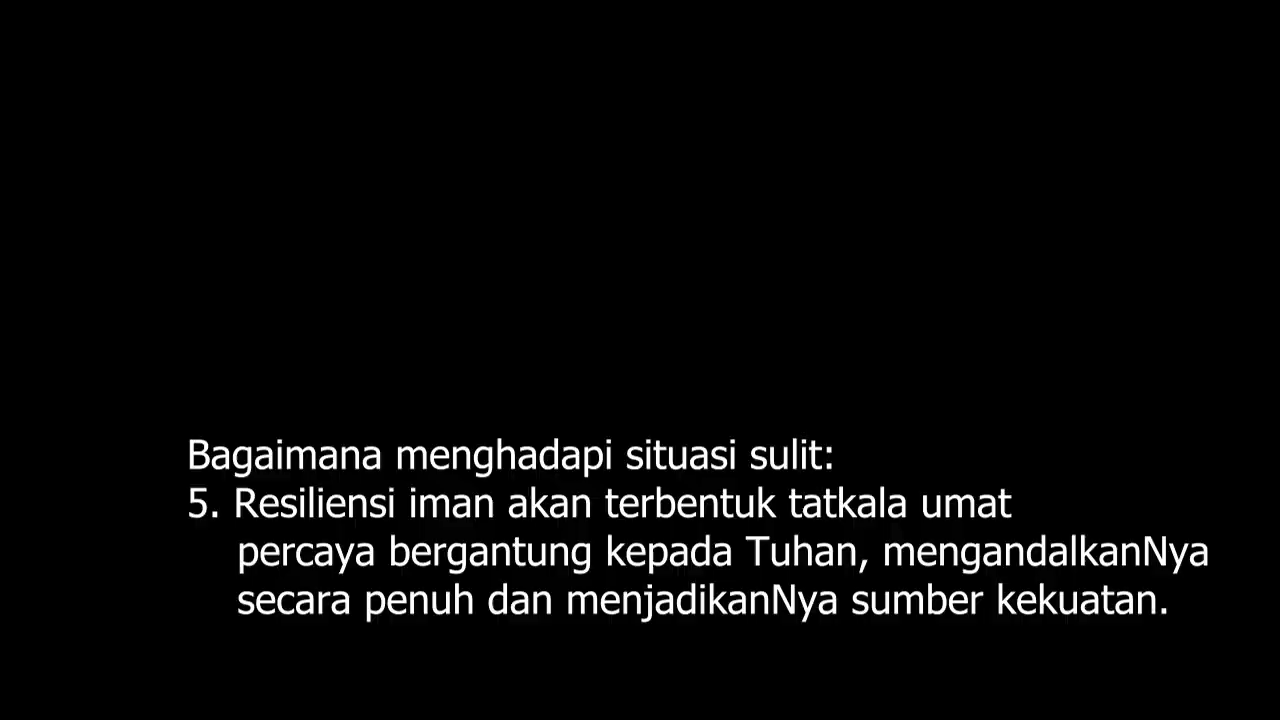 Bagaimana menghadapi situasi sulit:
5. Resiliensi iman akan terbentuk tatkala umat
percaya bergantung kepada Tuhan, mengandalkanNya
secara penuh dan menjadikanNya sumber kekuatan.